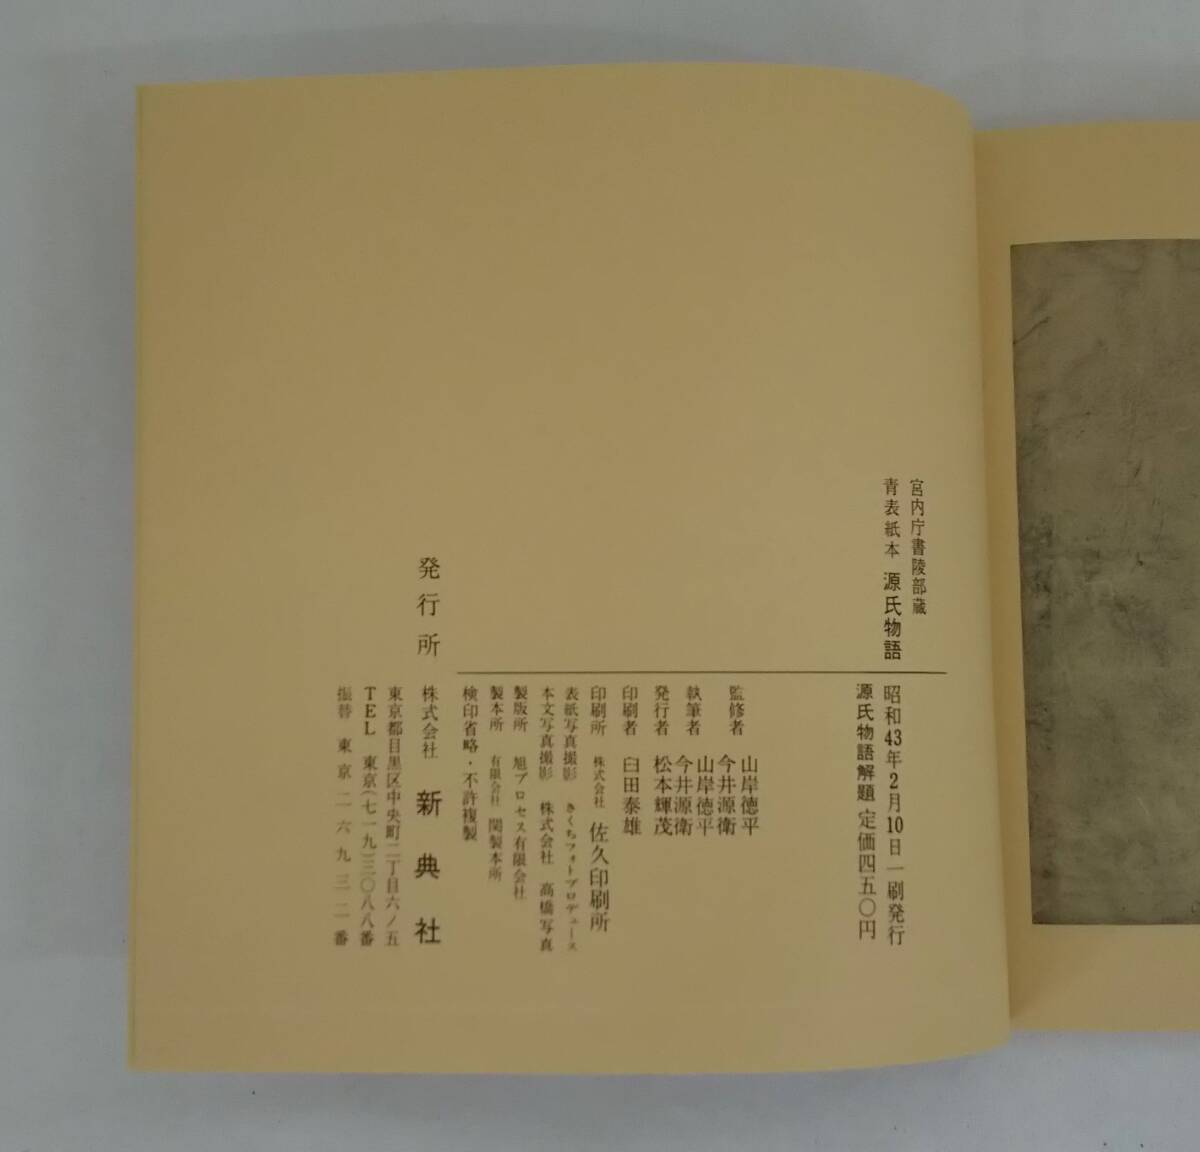 宮内庁書陵部蔵
青表紙本 源氏物語
昭和43年2月10日一刷発行
源氏物語解題 定価四五〇円
監修者 山岸徳平
今井源衛
執筆者 山岸徳平
今井源衛
発行者 松本輝茂
印刷者 臼田泰雄
印刷所 株式会社 佐久印刷所
表紙写真撮影 きくちフォトプロデュース
本文写真撮影 株式会社 高橋写真
製版所 旭プロセス有限会社
製本所 有限会社 関製本所
検印省略・不許複製
発行所 株式会社 新典社
東京都目黒区中央町二丁目六ノ五
TEL 東京(七一九)三〇八八番
振替 東京二六九三二番